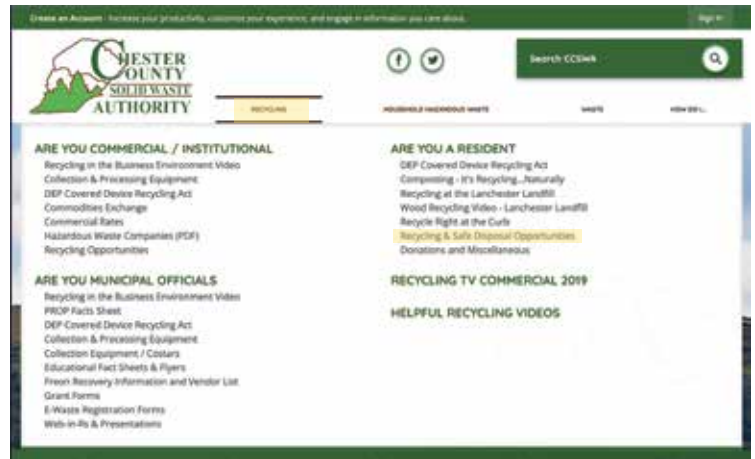 Create an Account - Increase your productivity, customize your experience, and engage in information you care about.
Sign In
CHESTER
COUNTY
SOLID WASTE
AUTHORITY
Search CCSWA
RECYCLING
HOUSEHOLD HAZARDOUS WASTE
WASTE
HOW DO I...
ARE YOU COMMERCIAL / INSTITUTIONAL
Recycling in the Business Environment Video
Collection & Processing Equipment
DEP Covered Device Recycling Act
Commodities Exchange
Commercial Rates
Hazardous Waste Companies (PDF)
Recycling Opportunities
ARE YOU MUNICIPAL OFFICIALS
Recycling in the Business Environment Video
PROP Facts Sheet
DEP Covered Device Recycling Act
Collection & Processing Equipment
Collection Equipment / Costars
Educational Fact Sheets & Flyers
Freon Recovery Information and Vendor List
Grant Forms
E-Waste Registration Forms
Web-in-Rs & Presentations
ARE YOU A RESIDENT
DEP Covered Device Recycling Act
Composting - It's Recycling...Naturally
Recycling at the Lanchester Landfill
Wood Recycling Video - Lanchester Landfill
Recycle Right at the Curb
Recycling & Safe Disposal Opportunities
Donations and Miscellaneous
RECYCLING TV COMMERCIAL 2019
HELPFUL RECYCLING VIDEOS